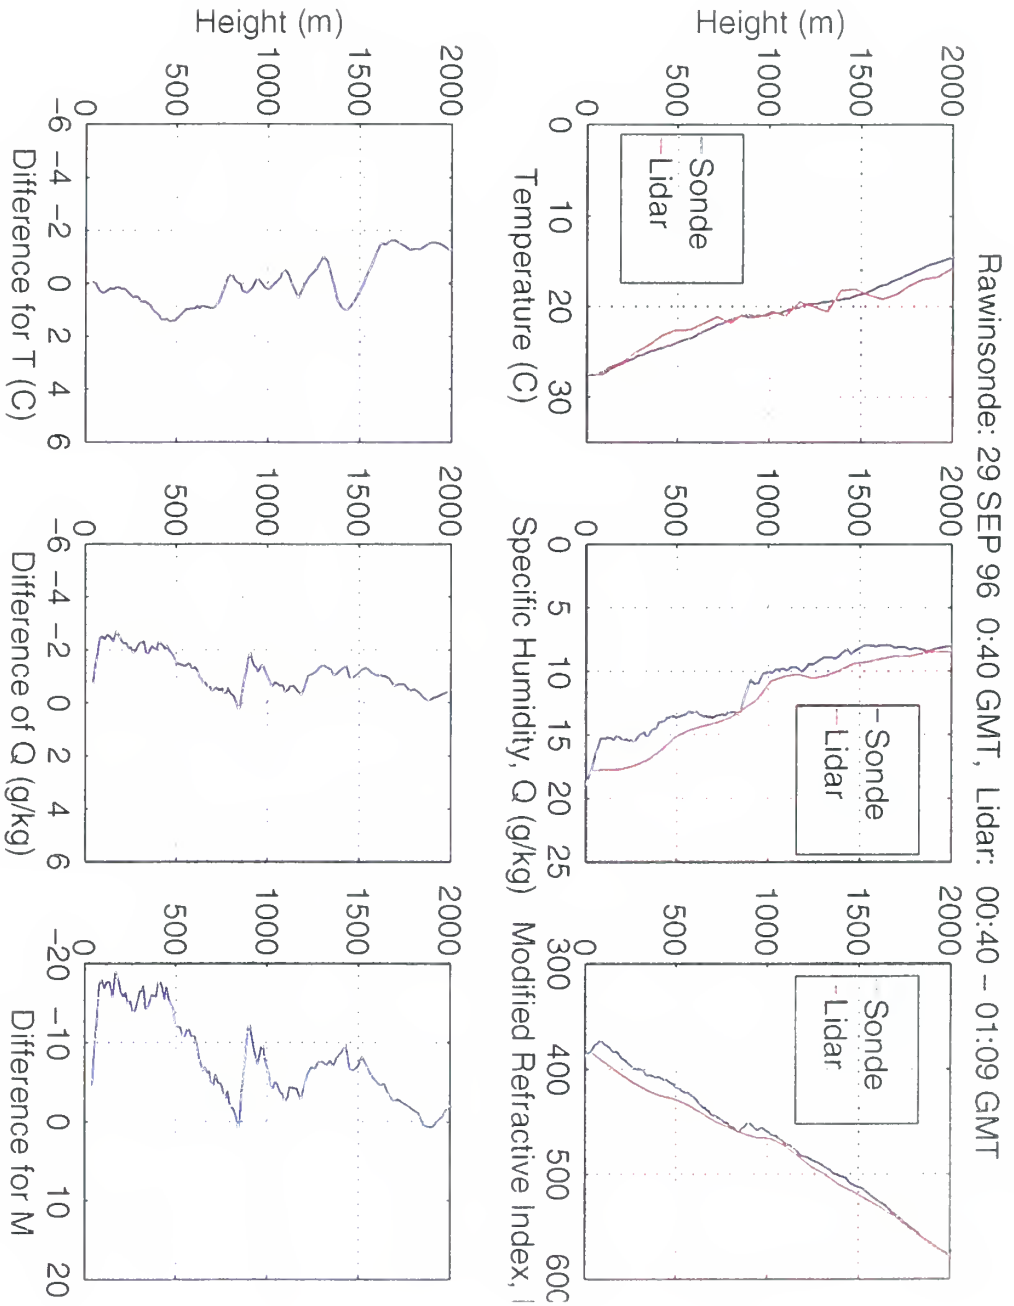 Rawinsonde: 29 SEP 96 0:40 GMT, Lidar: 00:40 – 01:09 GMT
Height (m)
2000
1500
1000
500
0
0 10 20 30
Temperature (C)
Sonde
Lidar
2000
1500
1000
500
0
0 5 10 15 20 25
Specific Humidity, Q (g/kg)
Sonde
Lidar
2000
1500
1000
500
0
300 400 500 600
Modified Refractive Index,
Sonde
Lidar
Height (m)
2000
1500
1000
500
0
−6 −4 −2 0 2 4 6
Difference for T (C)
2000
1500
1000
500
0
−6 −4 −2 0 2 4 6
Difference of Q (g/kg)
2000
1500
1000
500
0
−20 −10 0 10 20
Difference for M